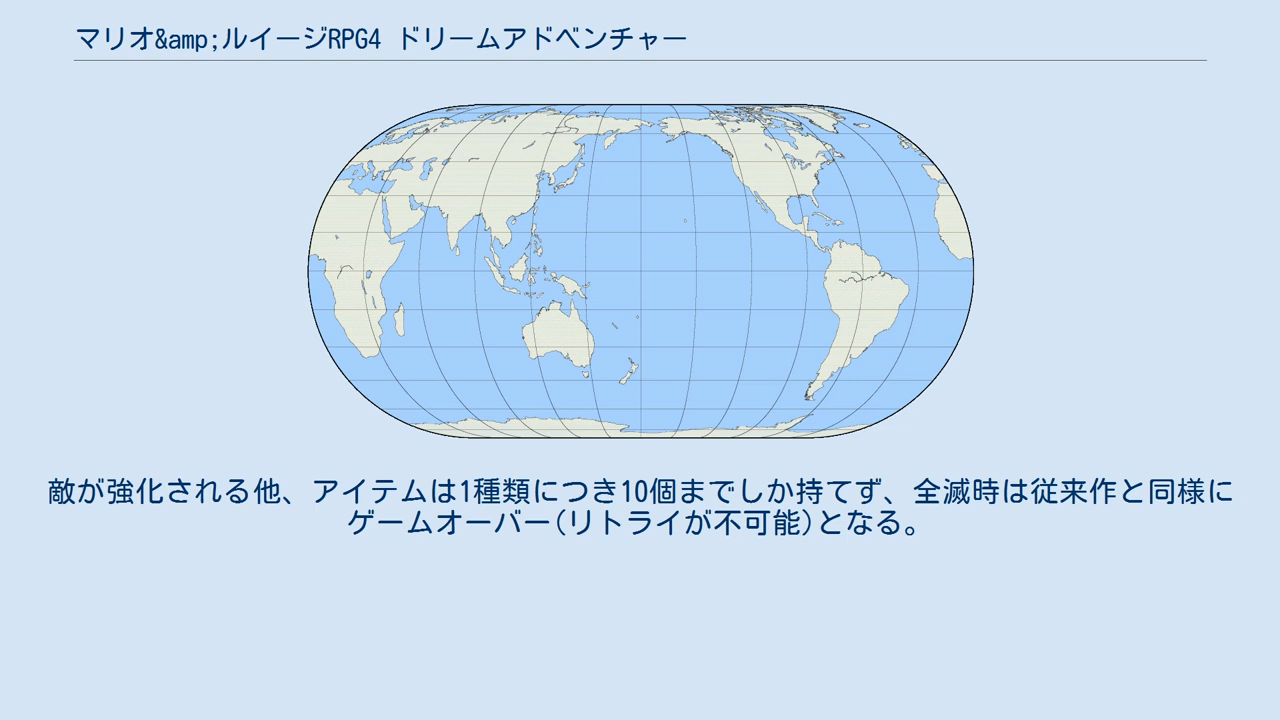 マリオ&amp;ルイージRPG4 ドリームアドベンチャー
敵が強化される他、アイテムは1種類につき10個までしか持てず、全滅時は従来作と同様に
ゲームオーバー(リトライが不可能)となる。